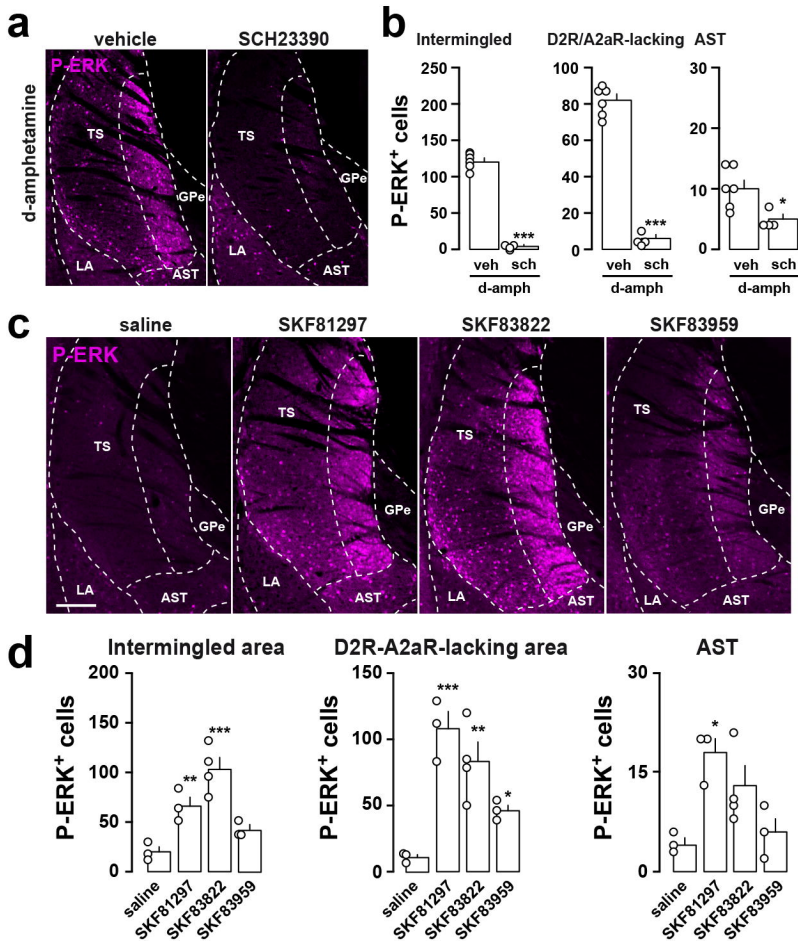 a
vehicle
SCH23390
P-ERK
d-amphetamine
TS
TS
GPe
GPe
LA
AST
LA
AST
b
Intermingled
D2R/A2aR-lacking
AST
P-ERK+ cells
250
200
150
100
50
0
***
veh sch
d-amph
100
80
60
40
20
0
***
veh sch
d-amph
30
20
10
0
*
veh sch
d-amph
c
saline
SKF81297
SKF83822
SKF83959
P-ERK
TS
TS
TS
TS
GPe
GPe
GPe
GPe
LA
AST
LA
AST
LA
AST
LA
AST
d
Intermingled area
P-ERK+ cells
200
150
100
50
0
**
***
saline
SKF81297
SKF83822
SKF83959
D2R-A2aR-lacking area
P-ERK+ cells
150
100
50
0
***
**
*
saline
SKF81297
SKF83822
SKF83959
AST
P-ERK+ cells
30
15
0
*
saline
SKF81297
SKF83822
SKF83959